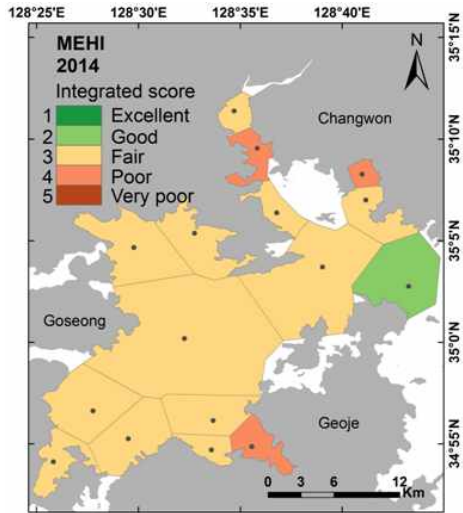 128°25'E 128°30'E 128°35'E 128°40'E
MEHI
2014
Integrated score
1 Excellent
2 Good
3 Fair
4 Poor
5 Very poor
N
Changwon
Goseong
Geoje
0 3 6 12
Km
35°15'N
35°10'N
35°5'N
35°0'N
34°55'N